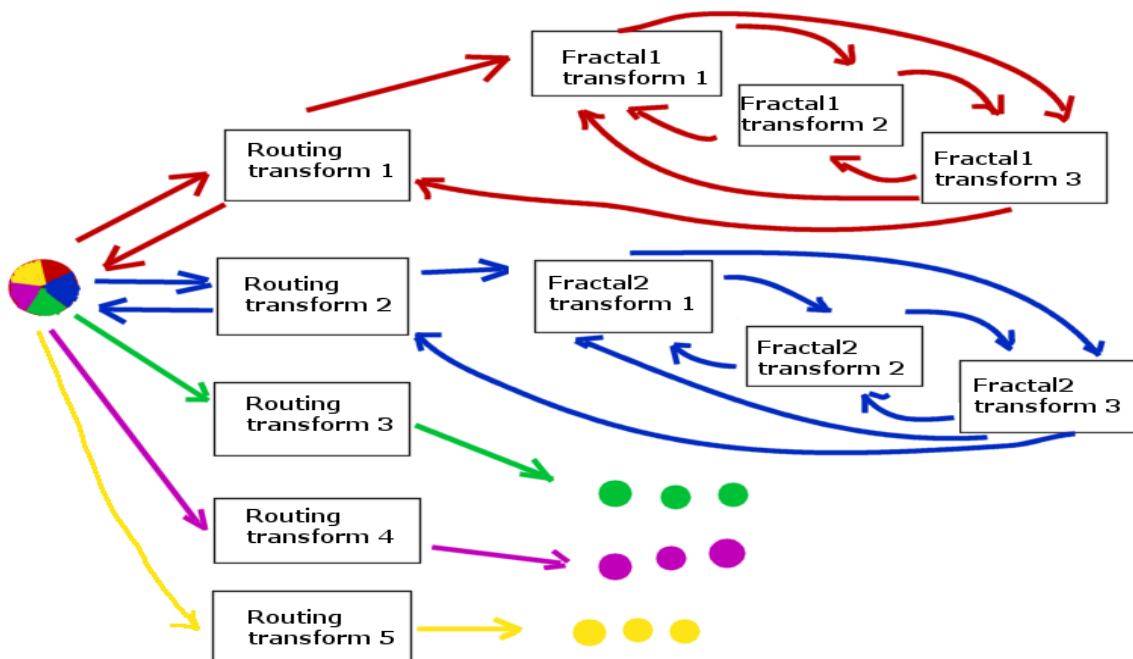 Fractal1
transform 1
Fractal1
transform 2
Routing
transform 1
Fractal1
transform 3
Routing
transform 2
Fractal2
transform 1
Fractal2
transform 2
Fractal2
transform 3
Routing
transform 3
Routing
transform 4
Routing
transform 5